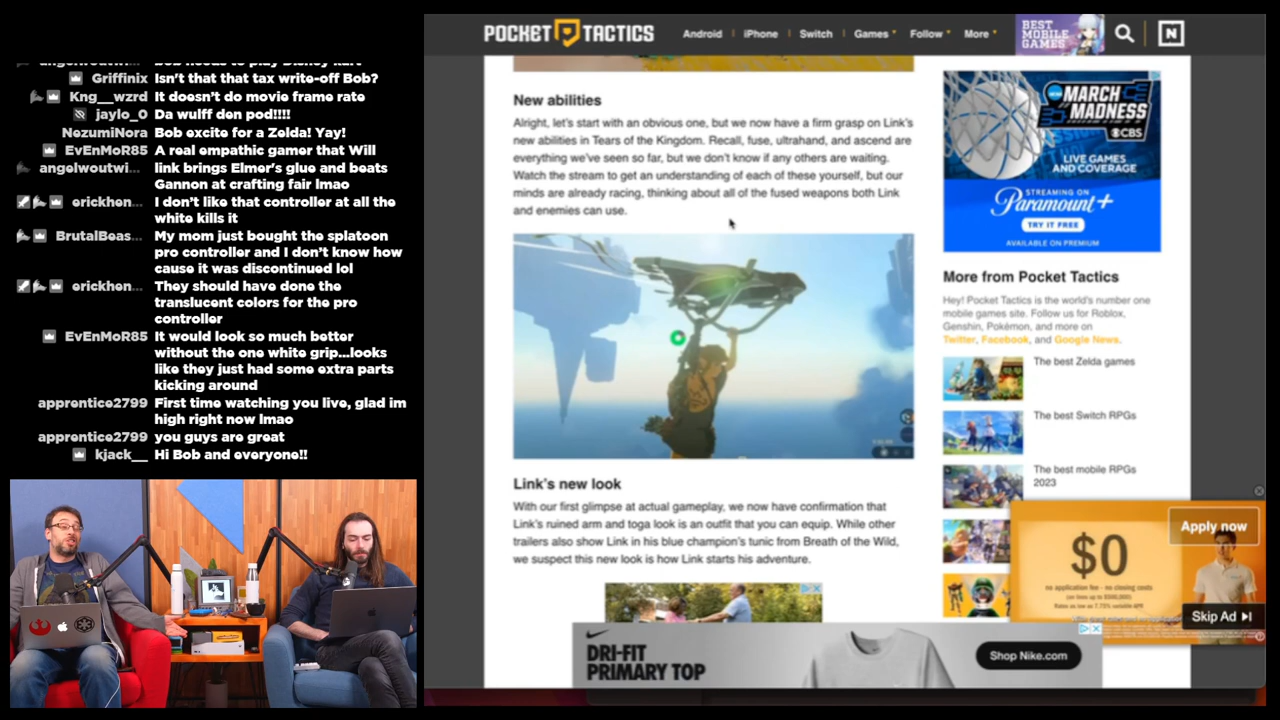 bob needs to play Disney kart
Griffinix Isn't that that tax write-off Bob?
Kng__wzrd It doesn't do movie frame rate
jaylo_0 Da wulff den pod!!!!
NezumiNora Bob excite for a Zelda! Yay!
EvEnMoR85 A real empathic gamer that Will
angelwoutwi... link brings Elmer's glue and beats
Gannon at crafting fair lmao
erickhen... I don't like that controller at all the
white kills it
BrutalBeas... My mom just bought the splatoon
pro controller and I don't know how
cause it was discontinued lol
erickhen... They should have done the
translucent colors for the pro
controller
EvEnMoR85 It would look so much better
without the one white grip...looks
like they just had some extra parts
kicking around
apprentice2799 First time watching you live, glad im
high right now lmao
apprentice2799 you guys are great
kjack__ Hi Bob and everyone!!
POCKET TACTICS
Android iPhone Switch Games Follow More
BEST
MOBILE
GAMES
N
New abilities
Alright, let's start with an obvious one, but we now have a firm grasp on Link's
new abilities in Tears of the Kingdom. Recall, fuse, ultrahand, and ascend are
everything we've seen so far, but we don't know if any others are waiting.
Watch the stream to get an understanding of each of these yourself, but our
minds are already racing, thinking about all of the fused weapons both Link
and enemies can use.
Link's new look
With our first glimpse at actual gameplay, we now have confirmation that
Link's ruined arm and toga look is an outfit that you can equip. While other
trailers also show Link in his blue champion's tunic from Breath of the Wild,
we suspect this new look is how Link starts his adventure.
MARCH
MADNESS
CBS
LIVE GAMES
AND COVERAGE
STREAMING ON
Paramount+
TRY IT FREE
AVAILABLE ON PREMIUM
More from Pocket Tactics
Hey! Pocket Tactics is the world's number one
mobile games site. Follow us for Roblox,
Genshin, Pokémon, and more on
Twitter, Facebook, and Google News.
The best Zelda games
The best Switch RPGs
The best mobile RPGs
2023
$0
no application fee - no closing costs
Apply now
Skip Ad
DRI-FIT
PRIMARY TOP
Shop Nike.com